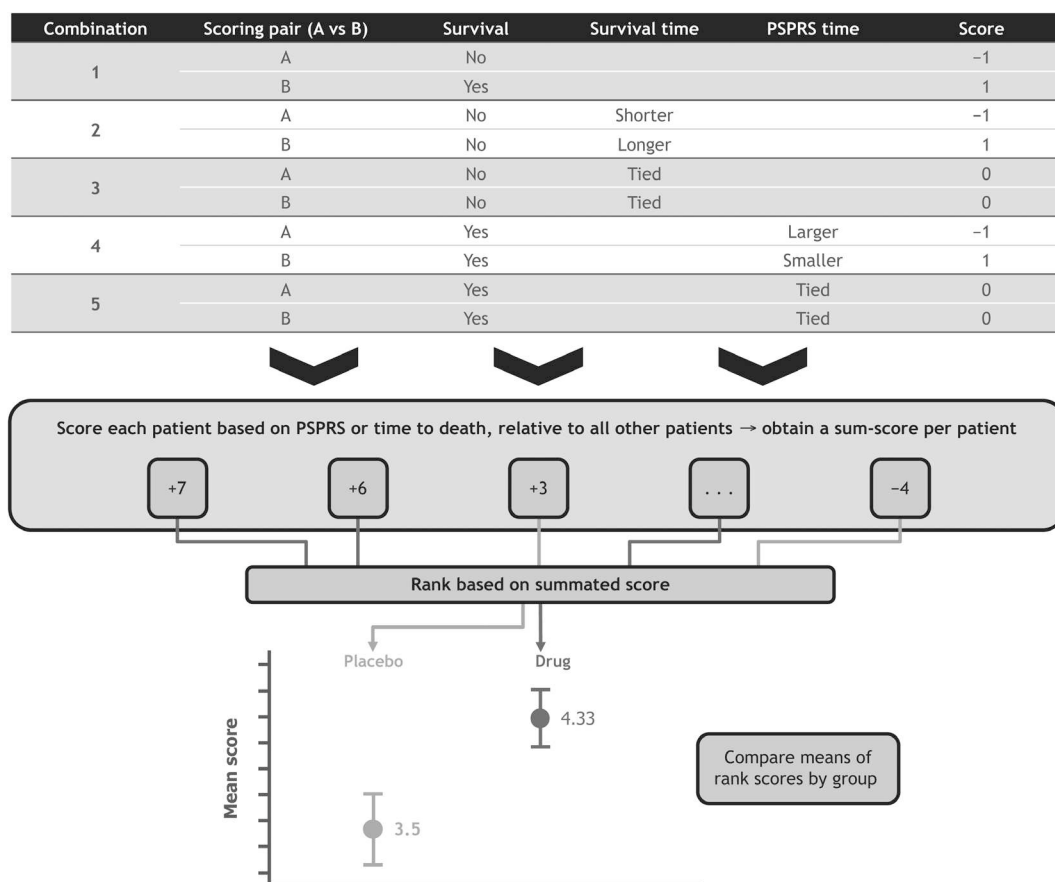 Combination Scoring pair (A vs B) Survival Survival time PSPRS time Score
1
A No −1
B Yes 1
2
A No Shorter −1
B No Longer 1
3
A No Tied 0
B No Tied 0
4
A Yes Larger −1
B Yes Smaller 1
5
A Yes Tied 0
B Yes Tied 0
Score each patient based on PSPRS or time to death, relative to all other patients → obtain a sum-score per patient
+7 +6 +3 . . . −4
Rank based on summated score
Placebo Drug
Mean score
4.33
3.5
Compare means of
rank scores by group